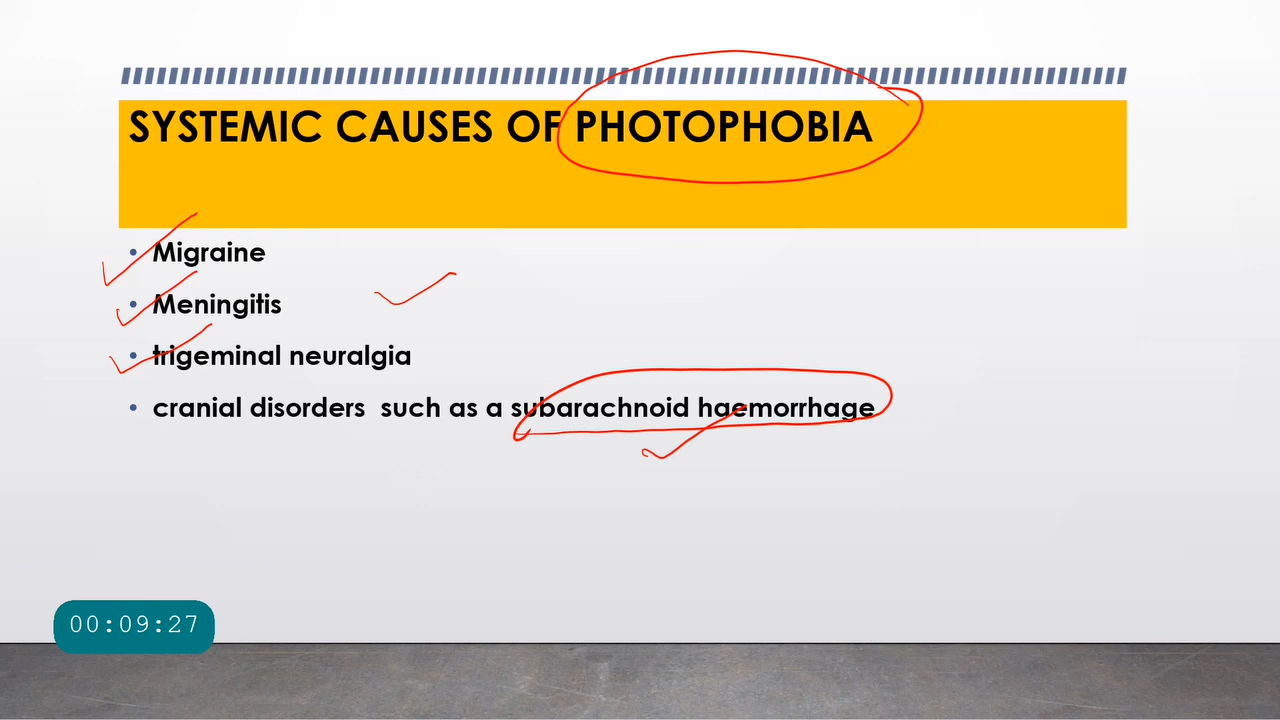 SYSTEMIC CAUSES OF PHOTOPHOBIA
• Migraine
• Meningitis
• trigeminal neuralgia
• cranial disorders such as a subarachnoid haemorrhage
00:09:27